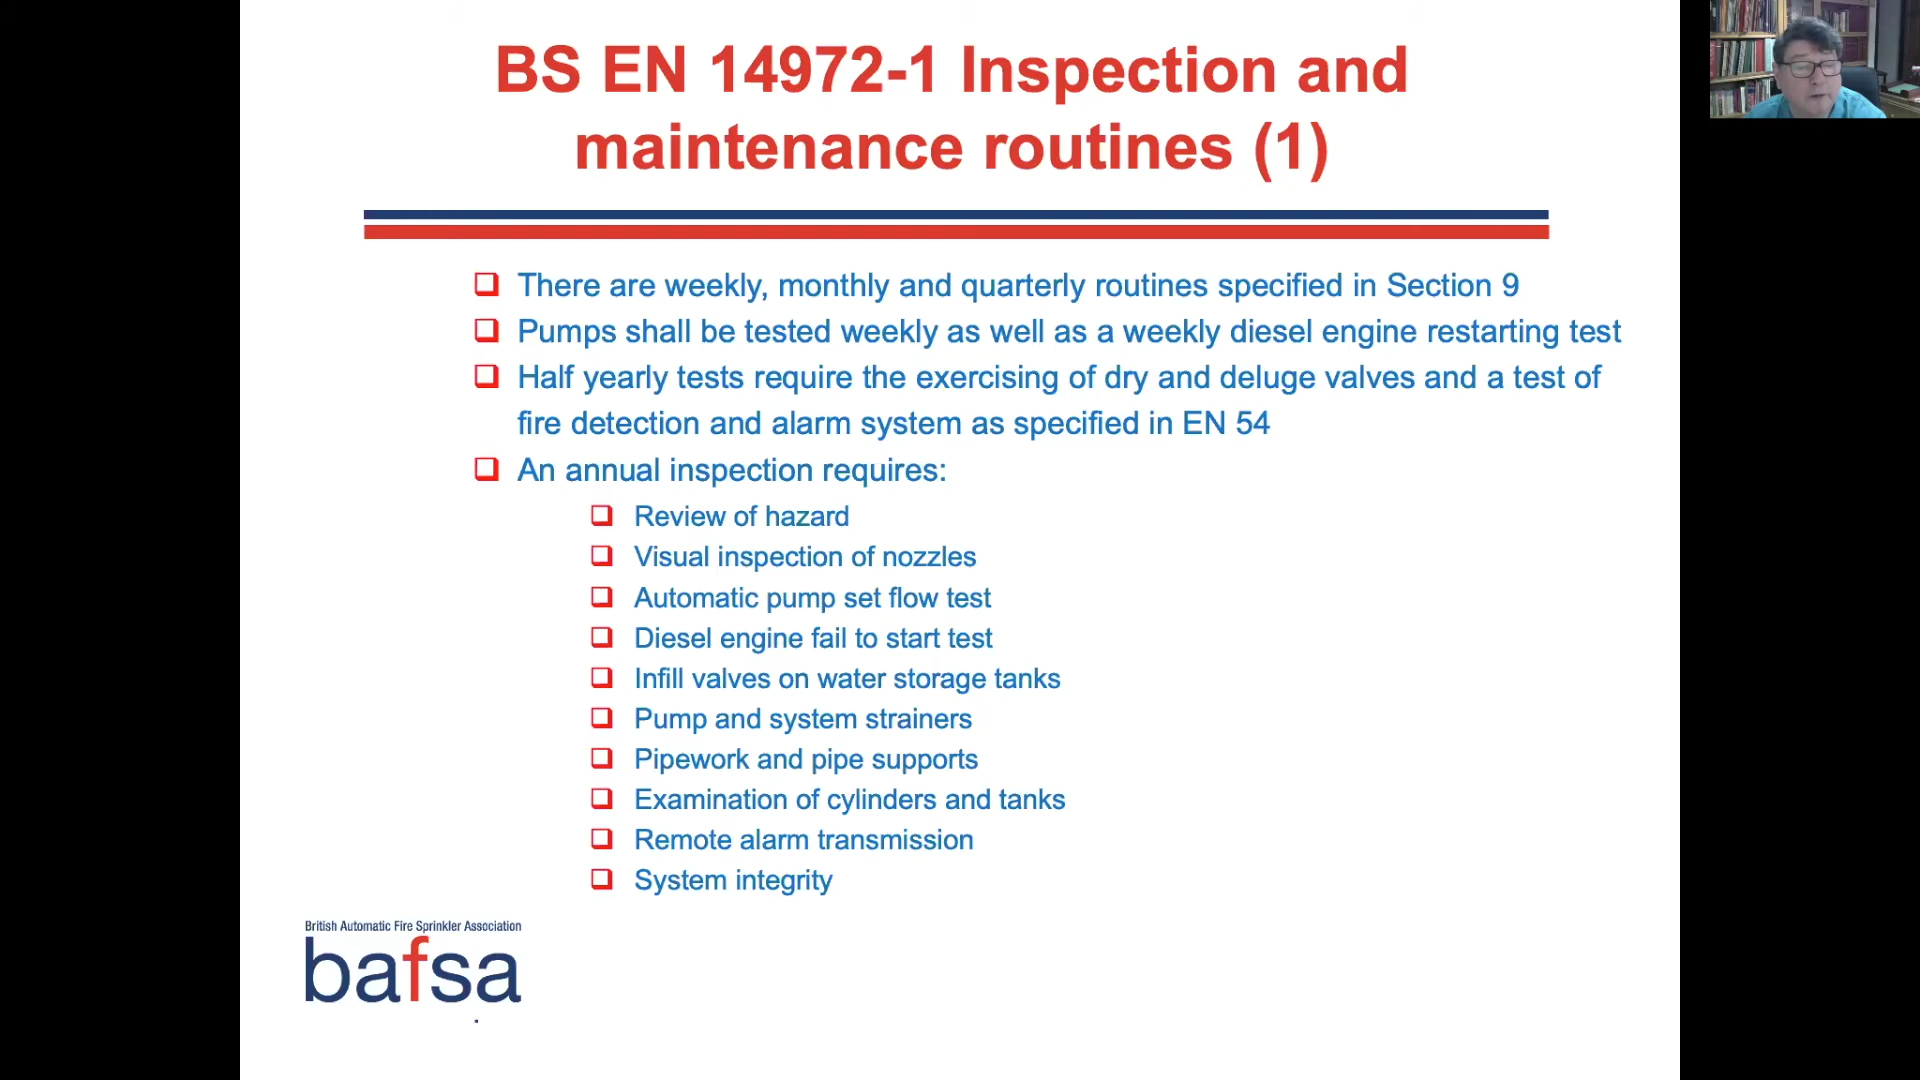 BS EN 14972-1 Inspection and
maintenance routines (1)
There are weekly, monthly and quarterly routines specified in Section 9
Pumps shall be tested weekly as well as a weekly diesel engine restarting test
Half yearly tests require the exercising of dry and deluge valves and a test of
fire detection and alarm system as specified in EN 54
An annual inspection requires:
Review of hazard
Visual inspection of nozzles
Automatic pump set flow test
Diesel engine fail to start test
Infill valves on water storage tanks
Pump and system strainers
Pipework and pipe supports
Examination of cylinders and tanks
Remote alarm transmission
System integrity
British Automatic Fire Sprinkler Association
bafsa